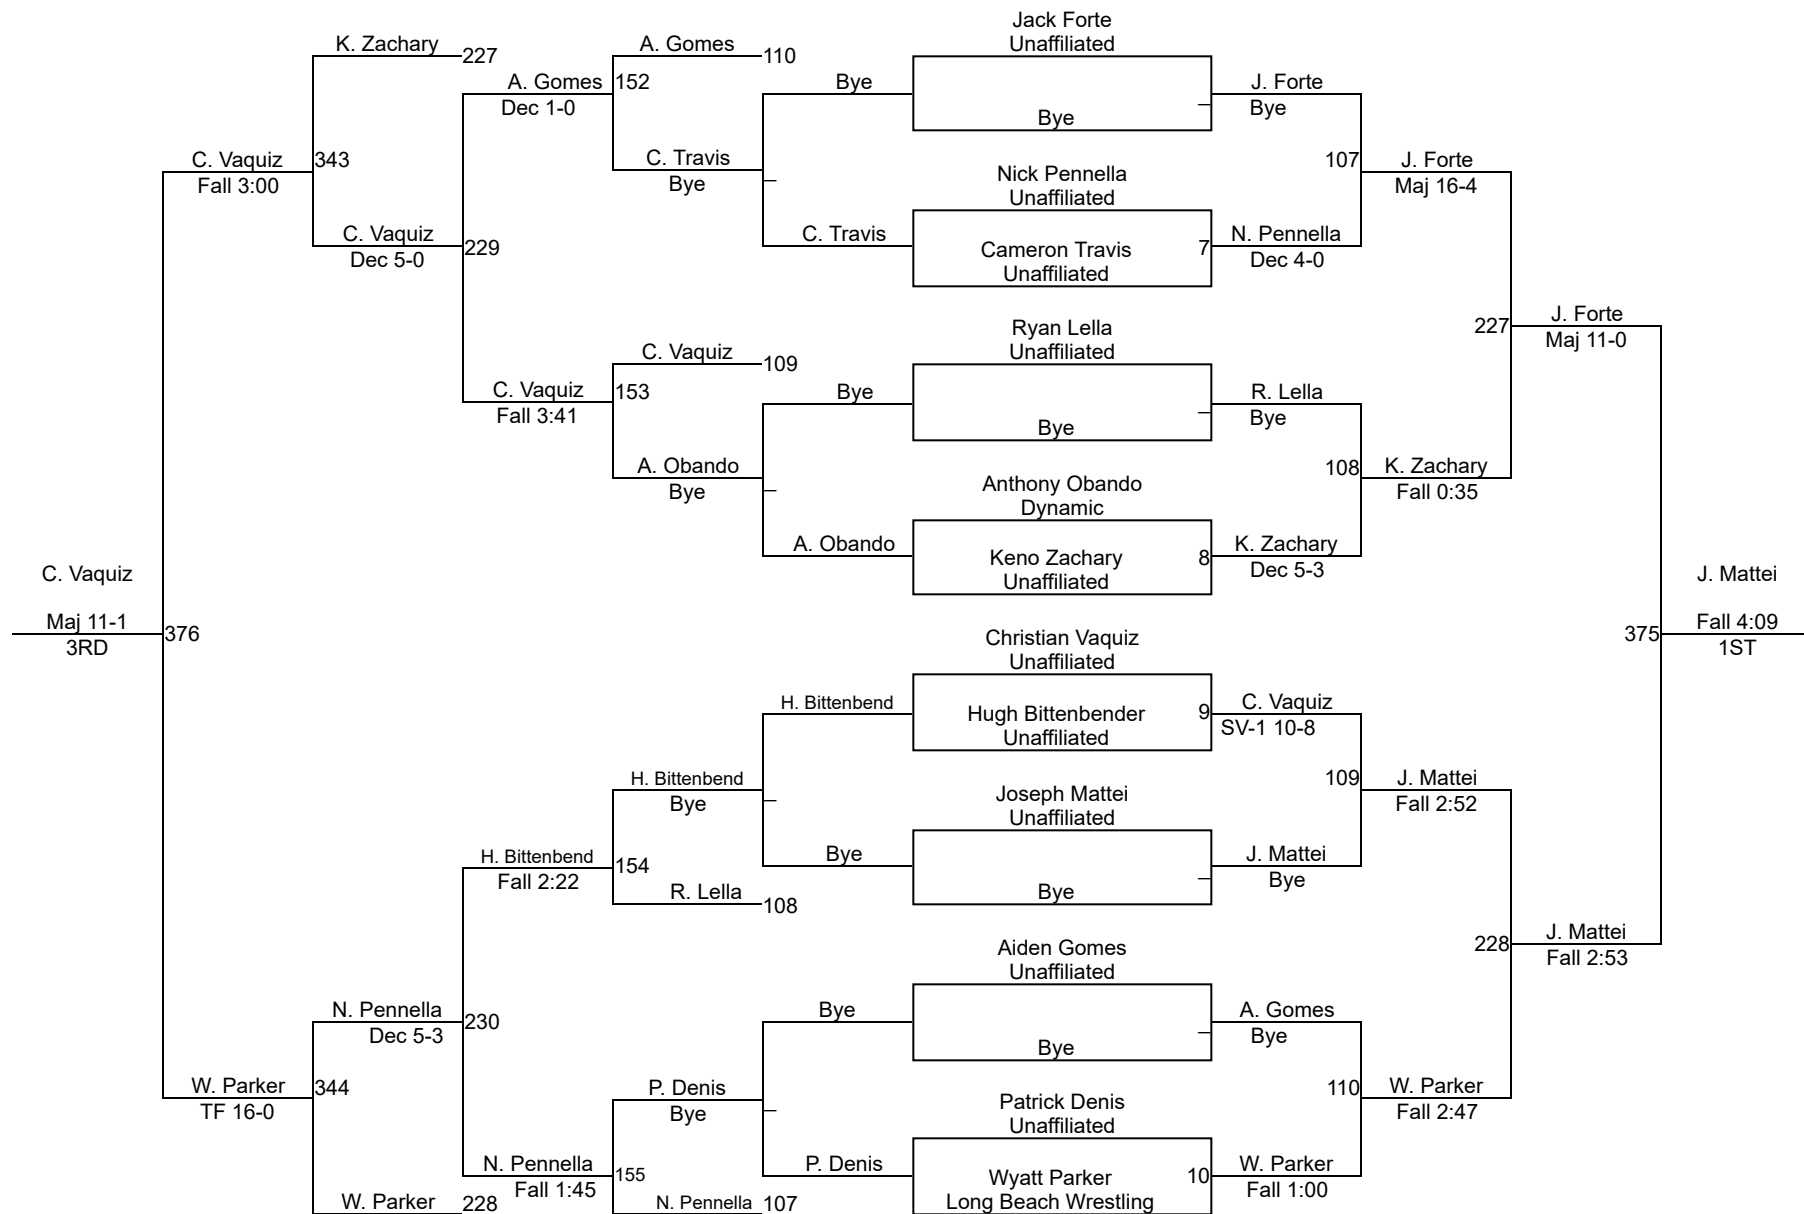 Jack Forte
K. Zachary
A. Gomes
Unaffiliated
227
110
A. Gomes
152
Bye
J. Forte
Dec 1-0
Bye
Bye
C. Vaquiz
343
C. Travis
107
J. Forte
Fall 3:00
Bye
Nick Pennella
Maj 16-4
Unaffiliated
C. Vaquiz
C. Travis
N. Pennella
Dec 5-0
229
Cameron Travis
7
Dec 4-0
Unaffiliated
Ryan Lella
227
J. Forte
C. Vaquiz
Unaffiliated
Maj 11-0
109
C. Vaquiz
153
Bye
R. Lella
Fall 3:41
Bye
Bye
A. Obando
108
K. Zachary
Bye
Anthony Obando
Fall 0:35
Dynamic
A. Obando
K. Zachary
Keno Zachary
8
Dec 5-3
C. Vaquiz
Unaffiliated
J. Mattei
Maj 11-1
Fall 4:09
376
Christian Vaquiz
375
3RD
Unaffiliated
1ST
H. Bittenbend
C. Vaquiz
Hugh Bittenbender
9
SV-1 10-8
Unaffiliated
H. Bittenbend
109
J. Mattei
Bye
Joseph Mattei
Fall 2:52
Unaffiliated
H. Bittenbend
154
Bye
J. Mattei
Fall 2:22
Bye
R. Lella
Bye
108
Aiden Gomes
228
J. Mattei
Unaffiliated
Fall 2:53
N. Pennella
230
Bye
A. Gomes
Dec 5-3
Bye
Bye
W. Parker
344
P. Denis
110
W. Parker
TF 16-0
Bye
Patrick Denis
Fall 2:47
Unaffiliated
N. Pennella
155
P. Denis
W. Parker
Fall 1:45
Wyatt Parker
10
Fall 1:00
W. Parker
228
N. Pennella
107
Long Beach Wrestling